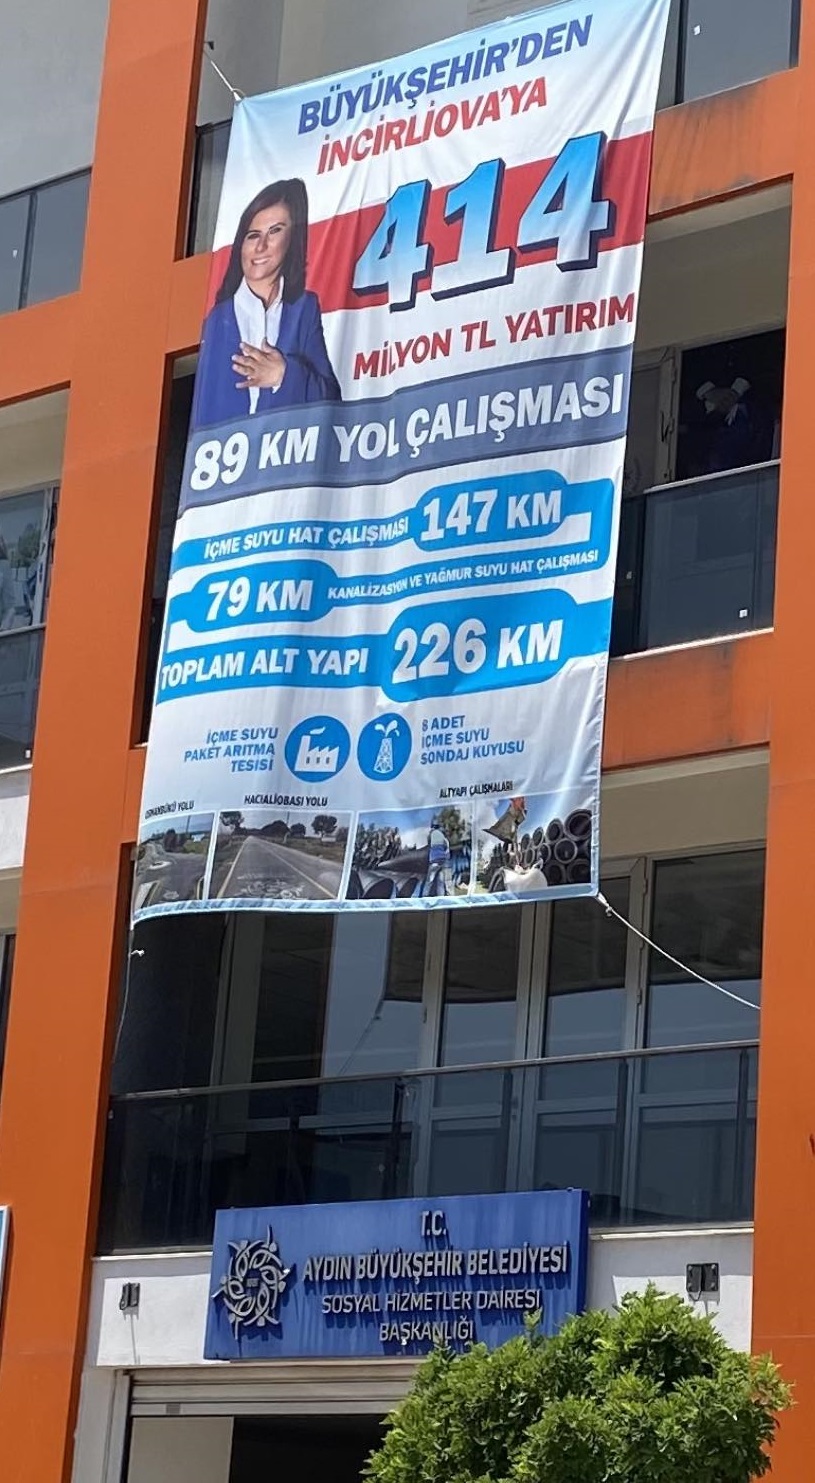 BÜYÜKŞEHİR'DEN
İNCİRLİOVA'YA
414
MİLYON TL YATIRIM
89 KM YOL ÇALIŞMASI
İÇME SUYU HAT ÇALIŞMASI 147 KM
79 KM KANALİZASYON VE YAĞMUR SUYU HAT ÇALIŞMASI
TOPLAM ALT YAPI 226 KM
İÇME SUYU
PAKET ARITMA
TESİSİ
8 ADET
İÇME SUYU
SONDAJ KUYUSU
OSMANBÜKÜ YOLU
HACIALİOBASI YOLU
ALTYAPI ÇALIŞMALARI
T.C.
AYDIN BÜYÜKŞEHİR BELEDİYESİ
SOSYAL HİZMETLER DAİRESİ
BAŞKANLIĞI